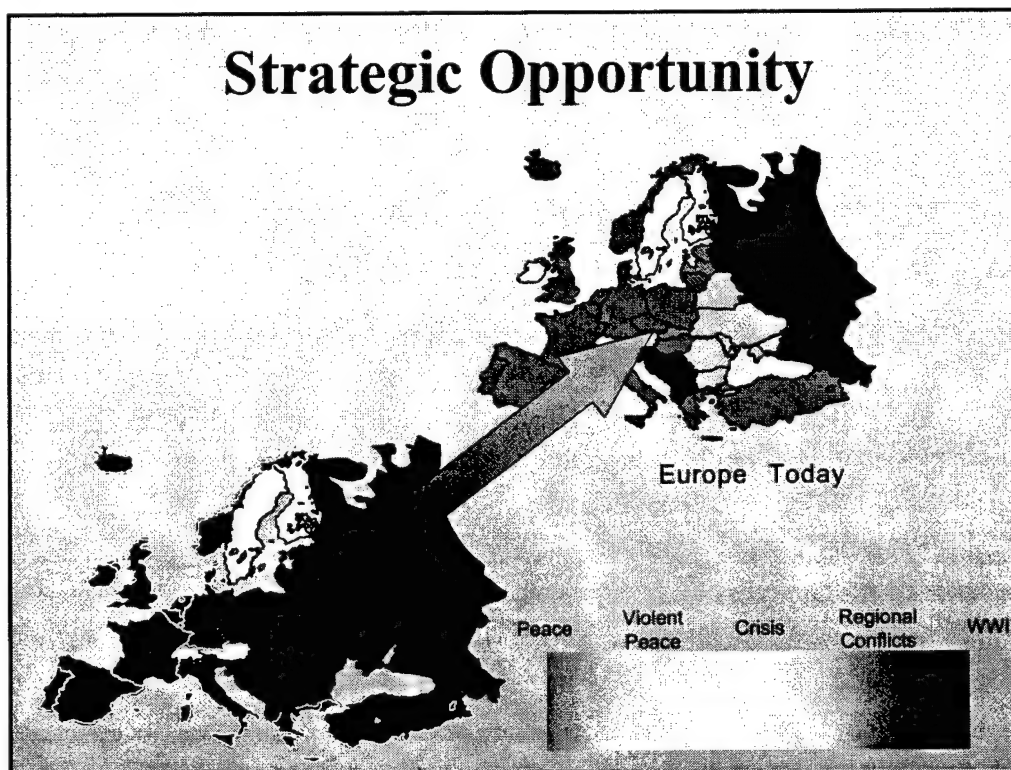 Strategic Opportunity
Europe Today
Peace
Violent
Peace
Crisis
Regional
Conflicts
WWI